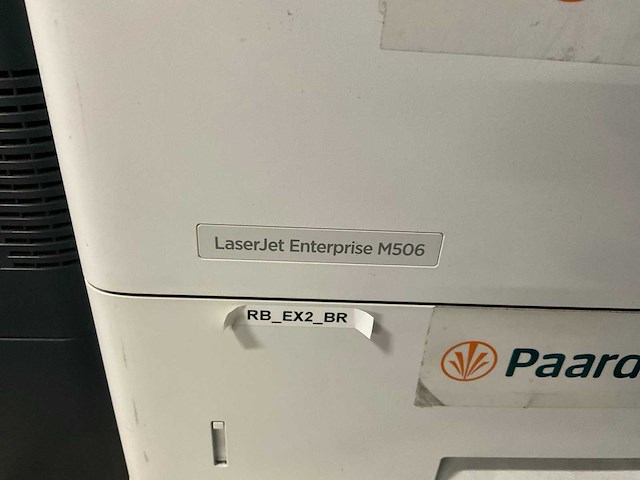 LaserJet Enterprise M506
RB_EX2_BR
Paard